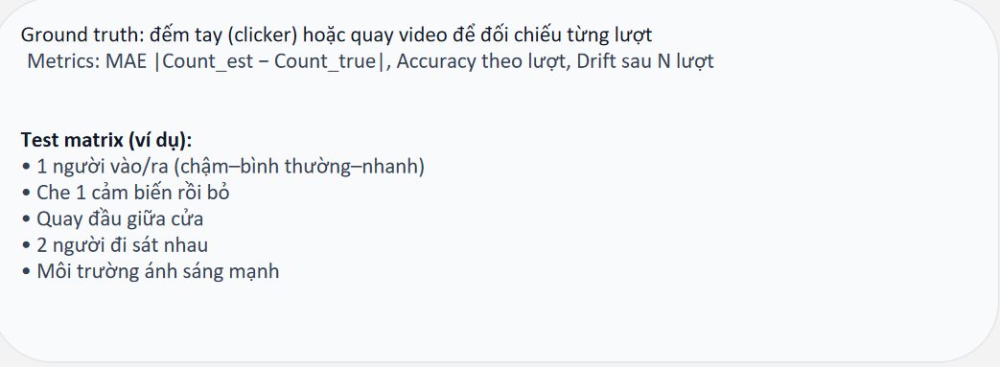 Ground truth: đếm tay (clicker) hoặc quay video để đối chiếu từng lượt
Metrics: MAE |Count_est − Count_true|, Accuracy theo lượt, Drift sau N lượt
Test matrix (ví dụ):
• 1 người vào/ra (chậm–bình thường–nhanh)
• Che 1 cảm biến rồi bỏ
• Quay đầu giữa cửa
• 2 người đi sát nhau
• Môi trường ánh sáng mạnh